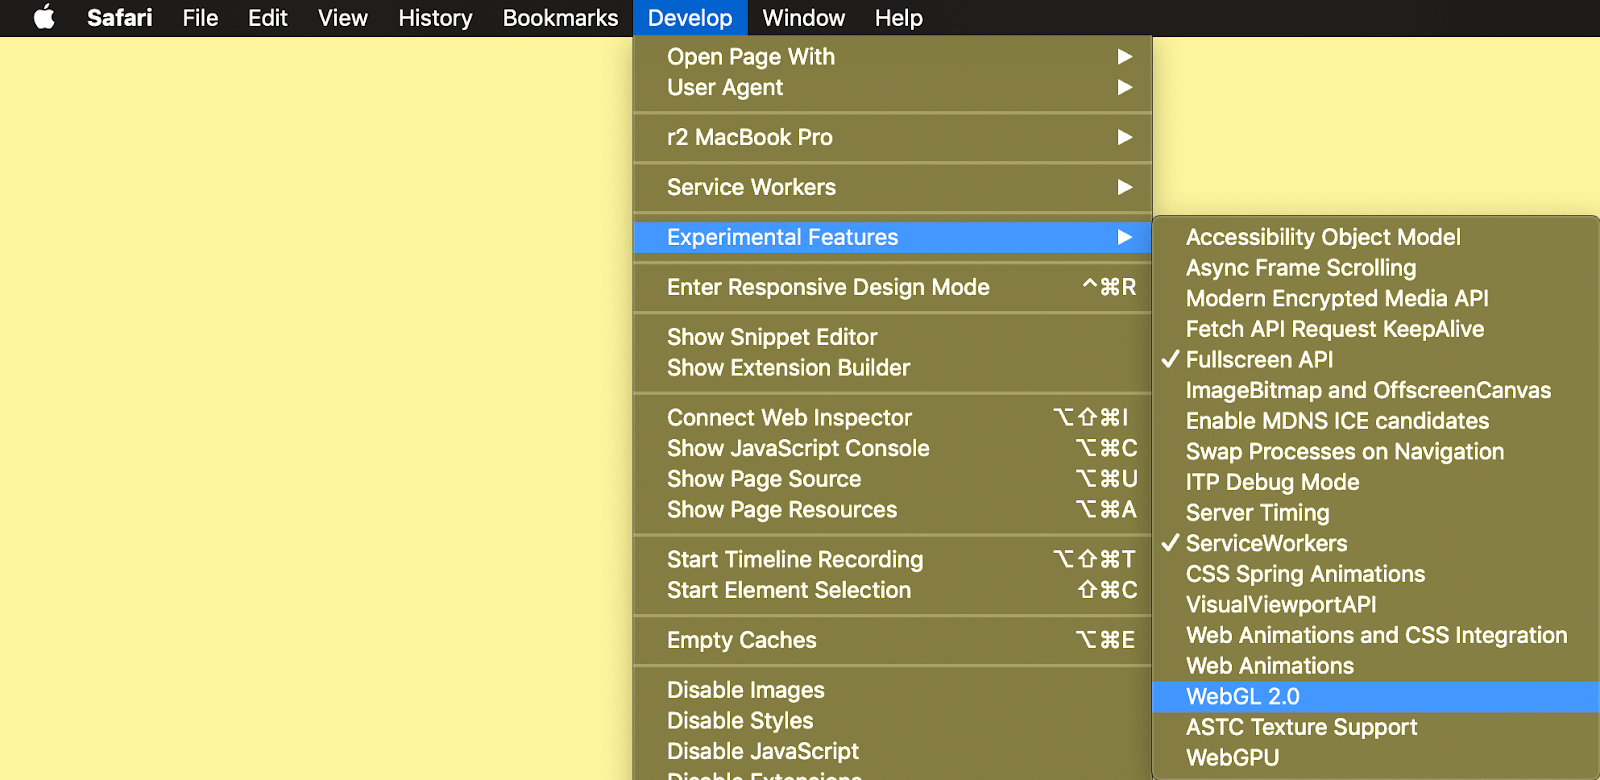 Safari File Edit View History Bookmarks Develop Window Help
Open Page With
User Agent
r2 MacBook Pro
Service Workers
Experimental Features
Enter Responsive Design Mode ^⌘R
Show Snippet Editor
Show Extension Builder
Connect Web Inspector ⌥⇧⌘I
Show JavaScript Console ⌥⌘C
Show Page Source ⌥⌘U
Show Page Resources ⌥⌘A
Start Timeline Recording ⌥⇧⌘T
Start Element Selection ⇧⌘C
Empty Caches ⌥⌘E
Disable Images
Disable Styles
Disable JavaScript
Disable Extensions
Accessibility Object Model
Async Frame Scrolling
Modern Encrypted Media API
Fetch API Request KeepAlive
✓ Fullscreen API
ImageBitmap and OffscreenCanvas
Enable MDNS ICE candidates
Swap Processes on Navigation
ITP Debug Mode
Server Timing
✓ ServiceWorkers
CSS Spring Animations
VisualViewportAPI
Web Animations and CSS Integration
Web Animations
WebGL 2.0
ASTC Texture Support
WebGPU